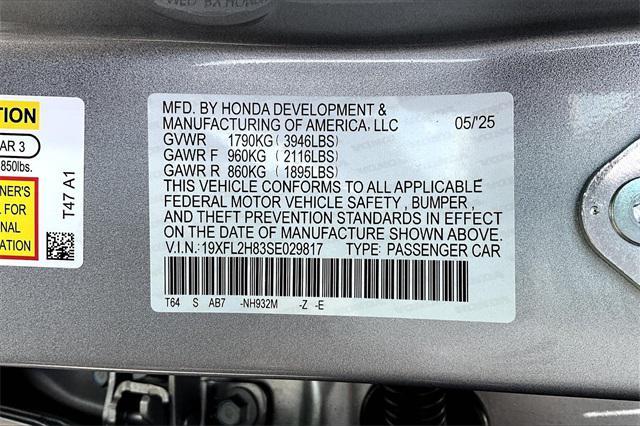 MFD. BY HONDA DEVELOPMENT &
MANUFACTURING OF AMERICA, LLC 05/'25
GVWR 1790KG ( 3946LBS)
GAWR F 960KG ( 2116LBS)
GAWR R 860KG ( 1895LBS)
THIS VEHICLE CONFORMS TO ALL APPLICABLE
FEDERAL MOTOR VEHICLE SAFETY , BUMPER ,
AND THEFT PREVENTION STANDARDS IN EFFECT
ON THE DATE OF MANUFACTURE SHOWN ABOVE.
V.I.N.:19XFL2H83SE029817 TYPE: PASSENGER CAR
T64 S AB7 -NH932M -Z -E
TION
AR 3
850lbs.
NER'S
L FOR
NAL
ATION
T47 A1